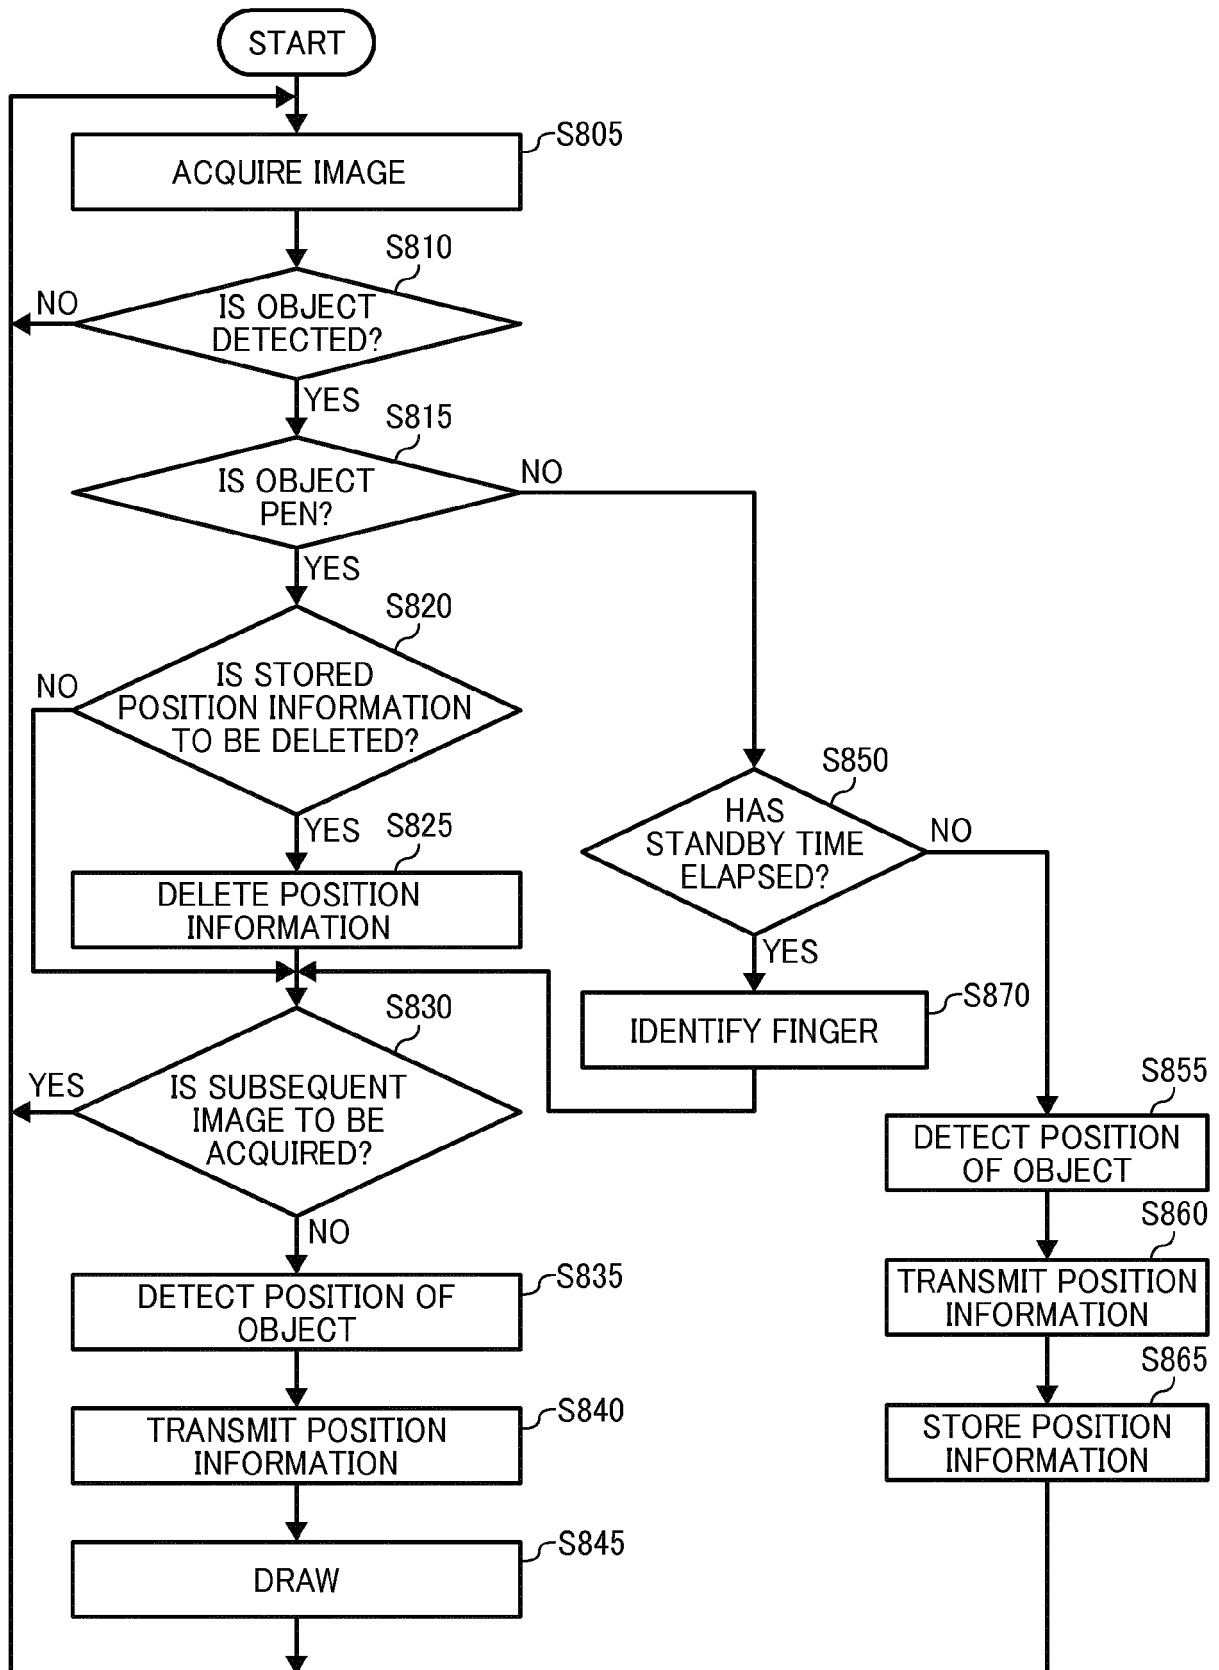 START
S805
ACQUIRE IMAGE
S810
NO
IS OBJECT
DETECTED?
YES
S815
NO
IS OBJECT
PEN?
YES
S820
NO
IS STORED
POSITION INFORMATION
TO BE DELETED?
YES
S825
DELETE POSITION
INFORMATION
S830
YES
IS SUBSEQUENT
IMAGE TO BE
ACQUIRED?
NO
S835
DETECT POSITION OF
OBJECT
S840
TRANSMIT POSITION
INFORMATION
S845
DRAW
S850
HAS
STANDBY TIME
ELAPSED?
NO
YES
S870
IDENTIFY FINGER
S855
DETECT POSITION
OF OBJECT
S860
TRANSMIT POSITION
INFORMATION
S865
STORE POSITION
INFORMATION